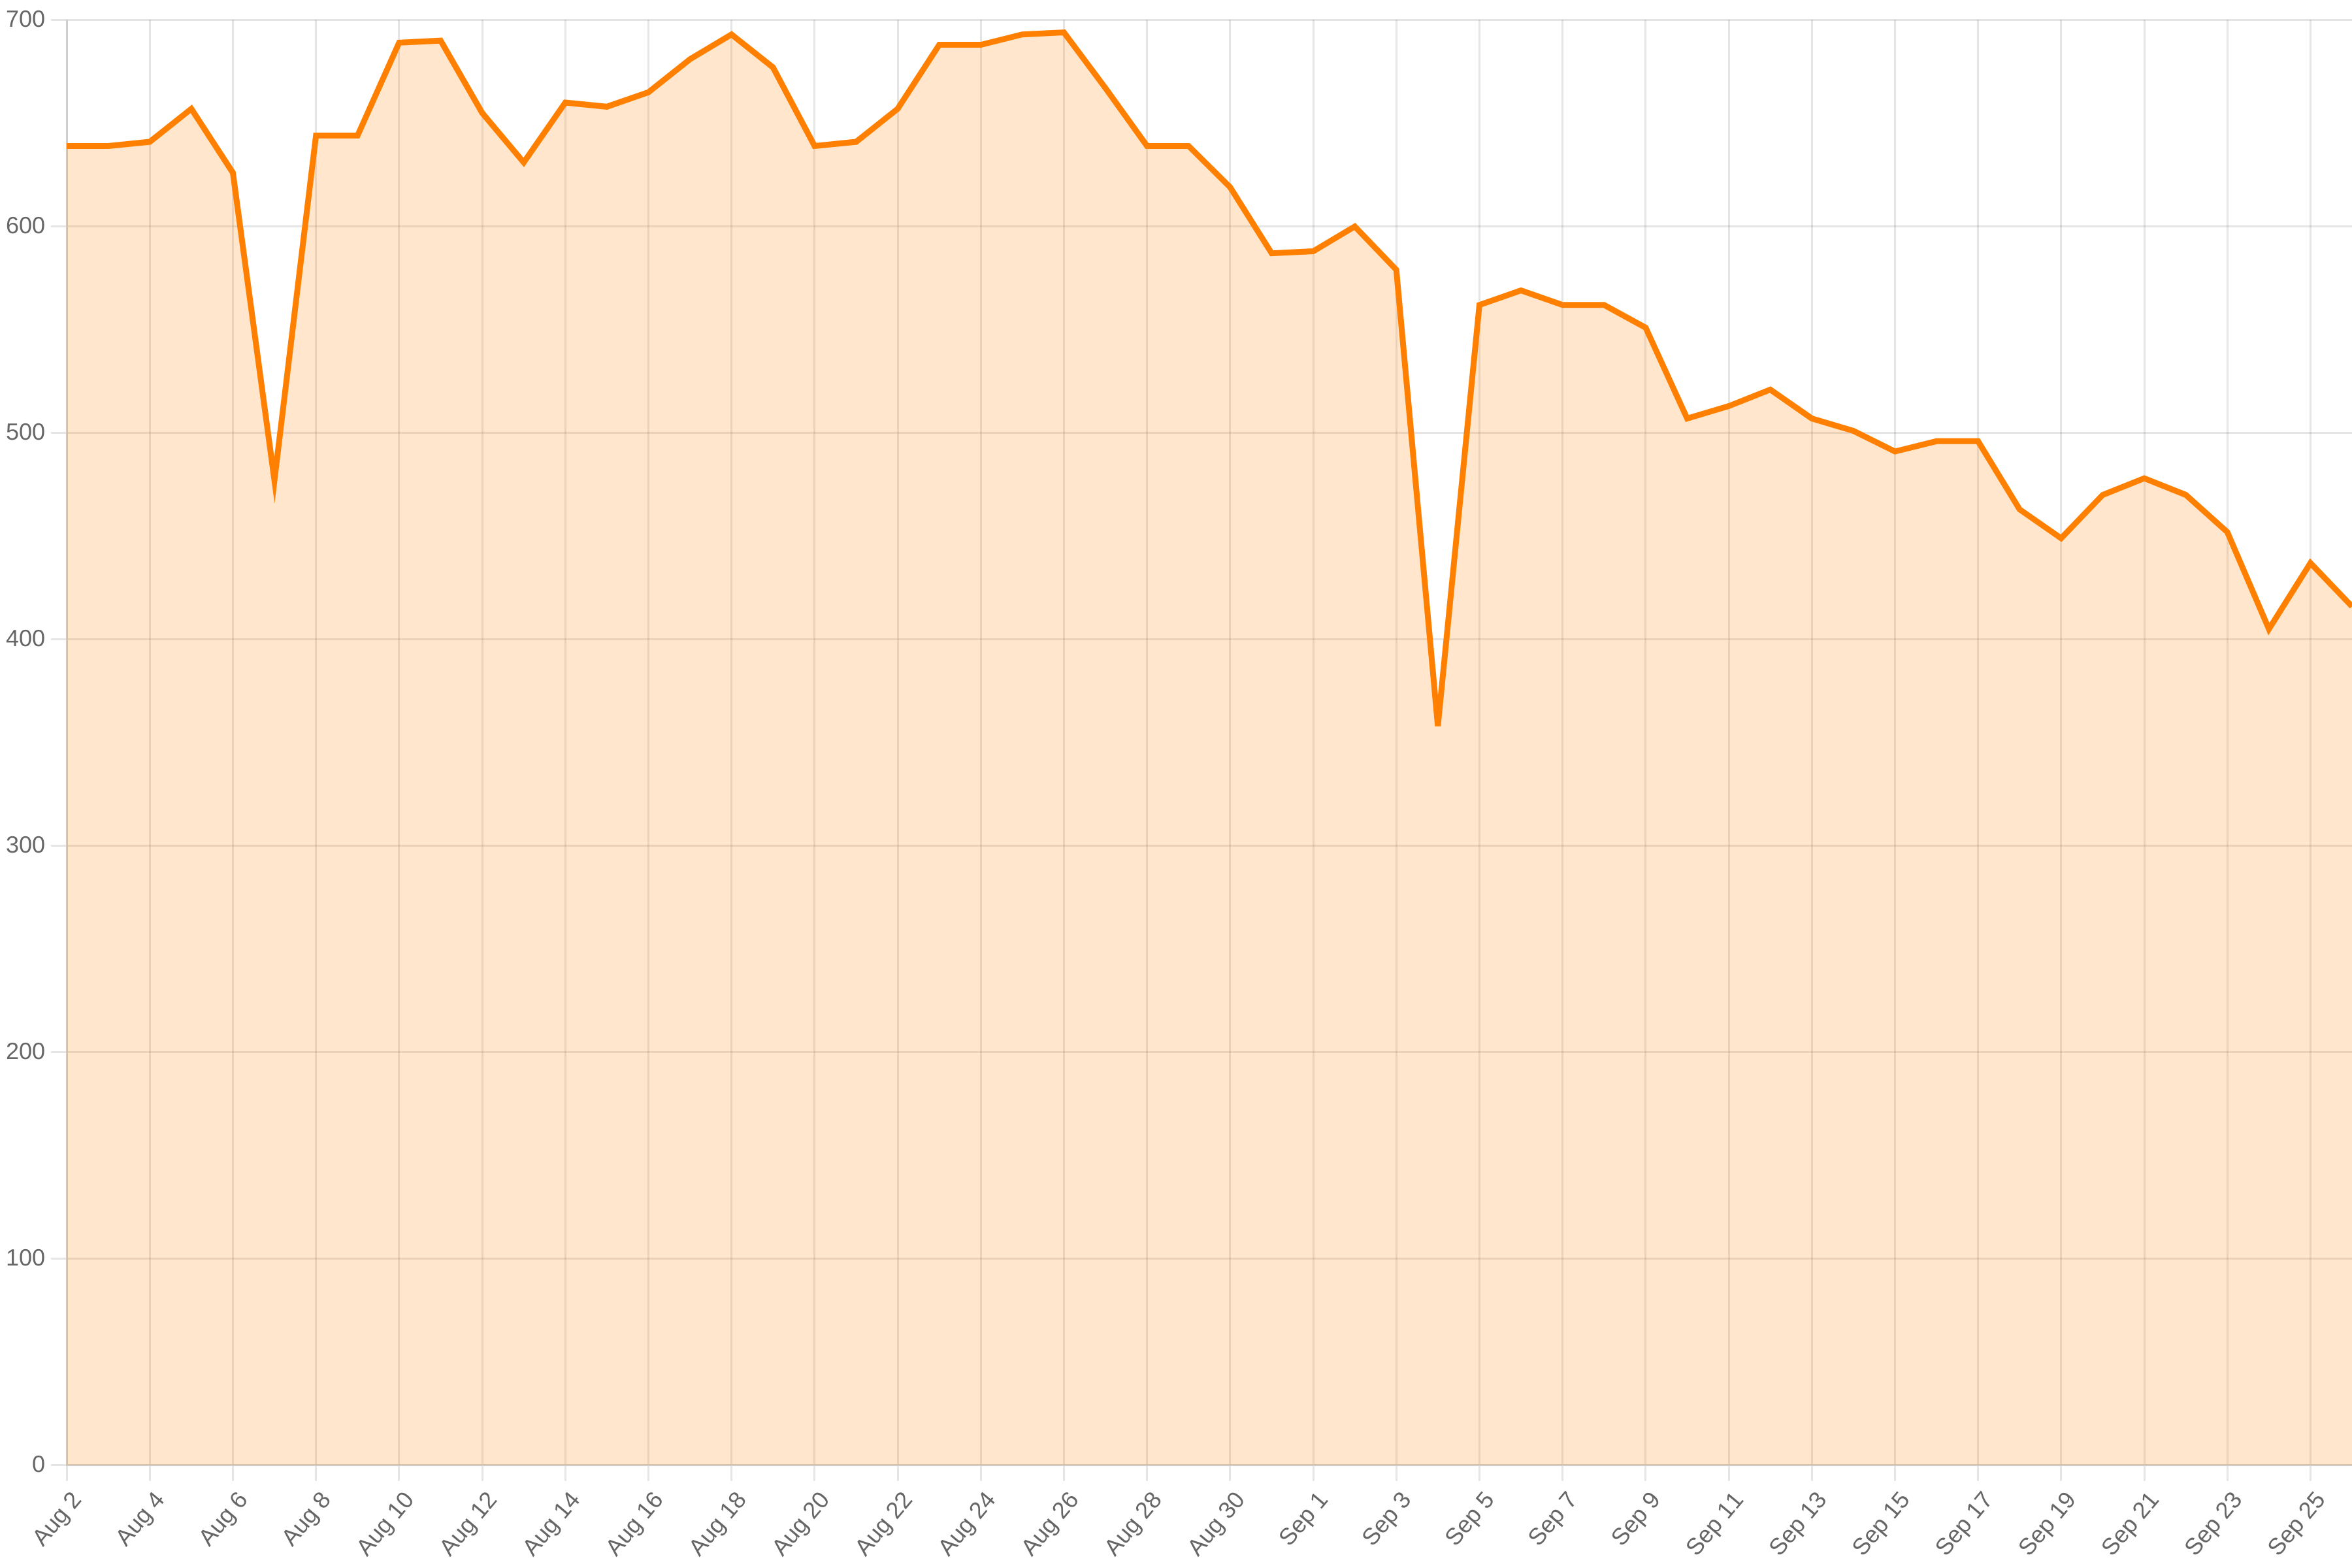 700
600
500
400
300
200
100
0
Aug 2
Aug 4
Aug 6
Aug 8
Aug 10
Aug 12
Aug 14
Aug 16
Aug 18
Aug 20
Aug 22
Aug 24
Aug 26
Aug 28
Aug 30
Sep 1
Sep 3
Sep 5
Sep 7
Sep 9
Sep 11
Sep 13
Sep 15
Sep 17
Sep 19
Sep 21
Sep 23
Sep 25